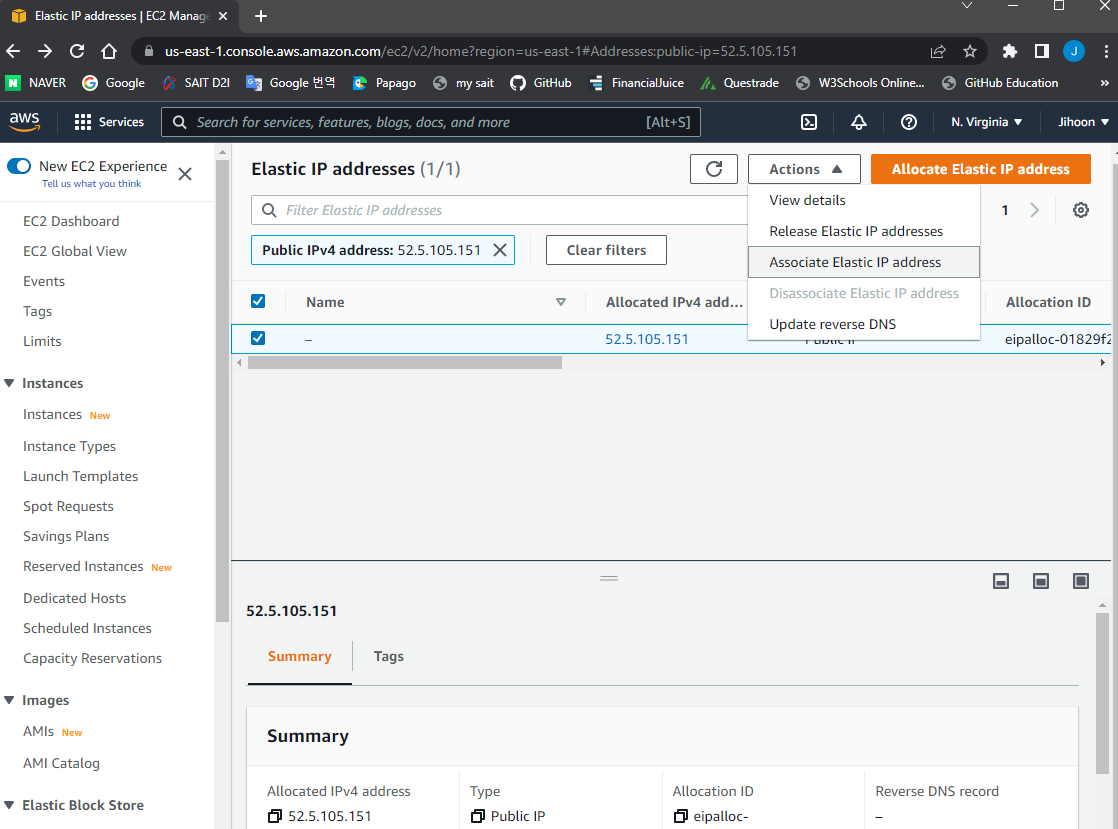 Elastic IP addresses | EC2 Manag
us-east-1.console.aws.amazon.com/ec2/v2/home?region=us-east-1#Addresses:public-ip=52.5.105.151
J
NAVER Google SAIT D2l Google 번역 Papago my sait GitHub FinancialJuice Questrade W3Schools Online... GitHub Education »
aws Services Search for services, features, blogs, docs, and more [Alt+S] N. Virginia Jihoon
New EC2 Experience
Tell us what you think
EC2 Dashboard
EC2 Global View
Events
Tags
Limits
Instances
Instances New
Instance Types
Launch Templates
Spot Requests
Savings Plans
Reserved Instances New
Dedicated Hosts
Scheduled Instances
Capacity Reservations
Images
AMIs New
AMI Catalog
Elastic Block Store
Elastic IP addresses (1/1)
Actions
Allocate Elastic IP address
Filter Elastic IP addresses
1
Public IPv4 address: 52.5.105.151
Clear filters
View details
Release Elastic IP addresses
Associate Elastic IP address
Disassociate Elastic IP address
Update reverse DNS
Name Allocated IPv4 add... Allocation ID
– 52.5.105.151 Public IP eipalloc-01829f2
52.5.105.151
Summary Tags
Summary
Allocated IPv4 address Type Allocation ID Reverse DNS record
52.5.105.151 Public IP eipalloc- –